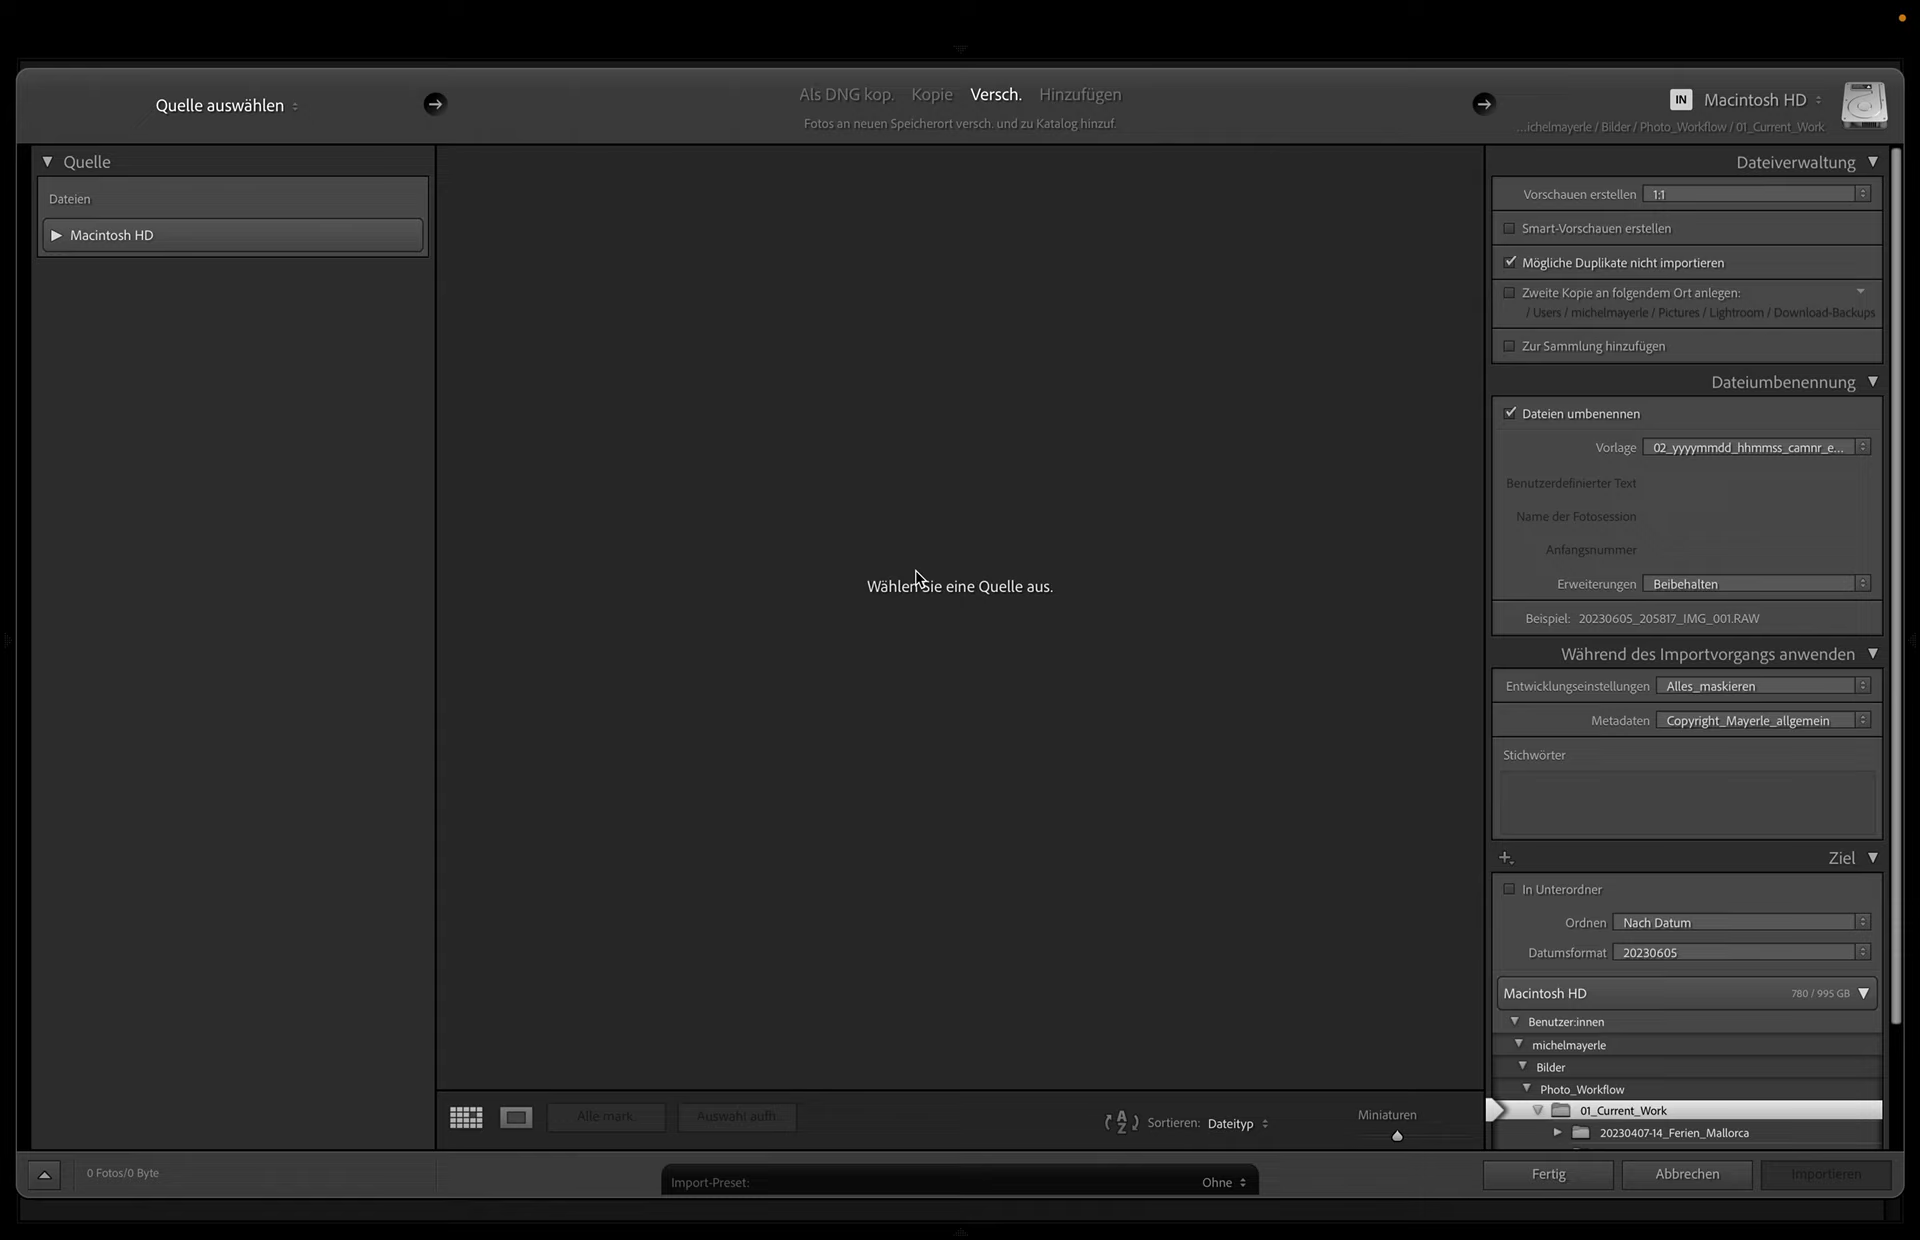 Quelle auswählen
Als DNG kop. Kopie Versch. Hinzufügen
Fotos an neuen Speicherort versch. und zu Katalog hinzuf.
IN Macintosh HD
...ichelmayerle / Bilder / Photo_Workflow / 01_Current_Work
Quelle
Dateien
Macintosh HD
Wählen Sie eine Quelle aus.
Dateiverwaltung
Vorschauen erstellen 1:1
Smart-Vorschauen erstellen
Mögliche Duplikate nicht importieren
Zweite Kopie an folgendem Ort anlegen:
/ Users / michelmayerle / Pictures / Lightroom / Download-Backups
Zur Sammlung hinzufügen
Dateiumbenennung
Dateien umbenennen
Vorlage 02_yyyymmdd_hhmmss_camnr_e...
Benutzerdefinierter Text
Name der Fotosession
Anfangsnummer
Erweiterungen Beibehalten
Beispiel: 20230605_205817_IMG_001.RAW
Während des Importvorgangs anwenden
Entwicklungseinstellungen Alles_maskieren
Metadaten Copyright_Mayerle_allgemein
Stichwörter
Ziel
In Unterordner
Ordnen Nach Datum
Datumsformat 20230605
Macintosh HD 780 / 995 GB
Benutzer:innen
michelmayerle
Bilder
Photo_Workflow
01_Current_Work
20230407-14_Ferien_Mallorca
Alle mark. Auswahl aufh. Sortieren: Dateityp Miniaturen
0 Fotos/0 Byte
Import-Preset: Ohne
Fertig Abbrechen Importieren